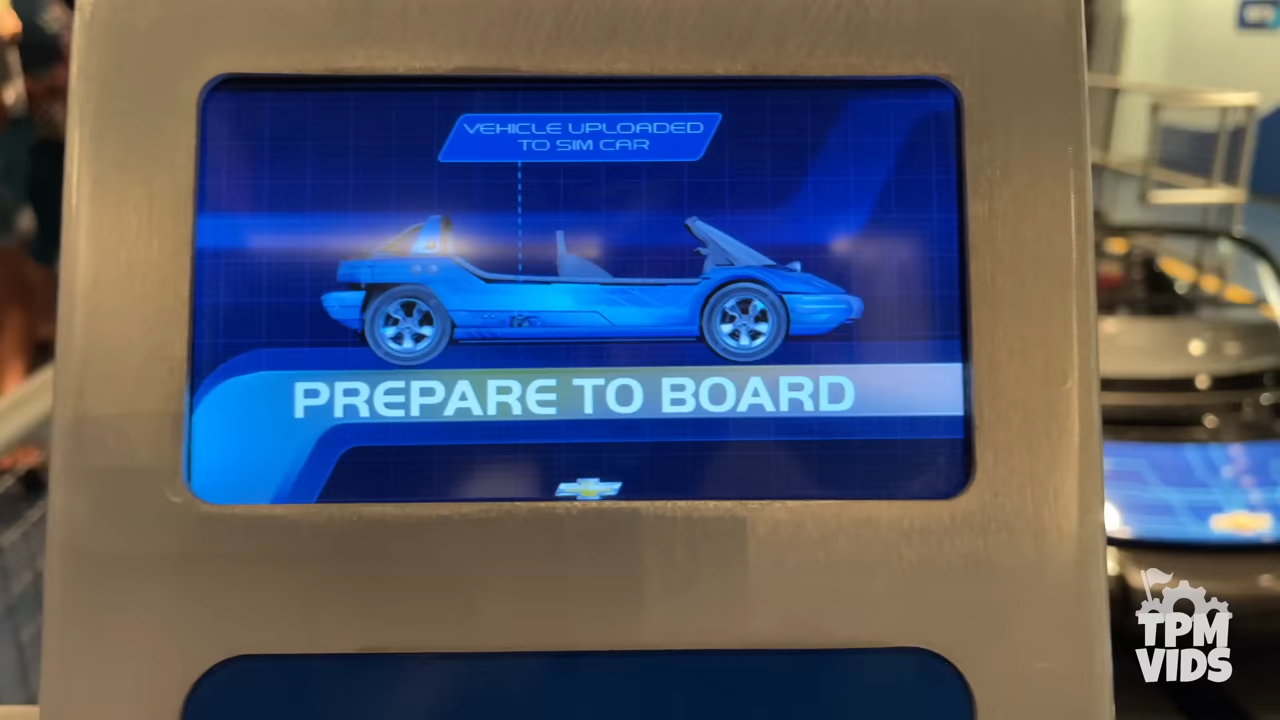 VEHICLE UPLOADED
TO SIM CAR
PREPARE TO BOARD
TPM
VIDS